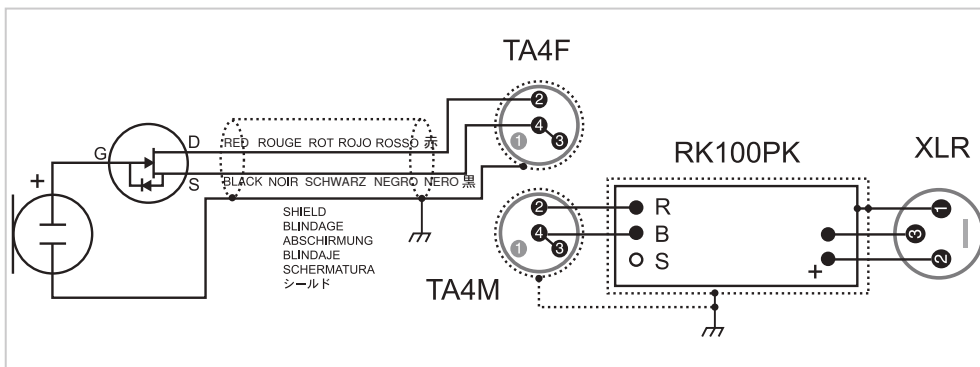 TA4F
2
4
1
3
G
D
S
+
RED ROUGE ROT ROJO ROSSO 赤
BLACK NOIR SCHWARZ NEGRO NERO 黒
SHIELD
BLINDAGE
ABSCHIRMUNG
BLINDAJE
SCHERMATURA
シールド
TA4M
2
4
1
3
RK100PK
R
B
S
+
XLR
1
3
2